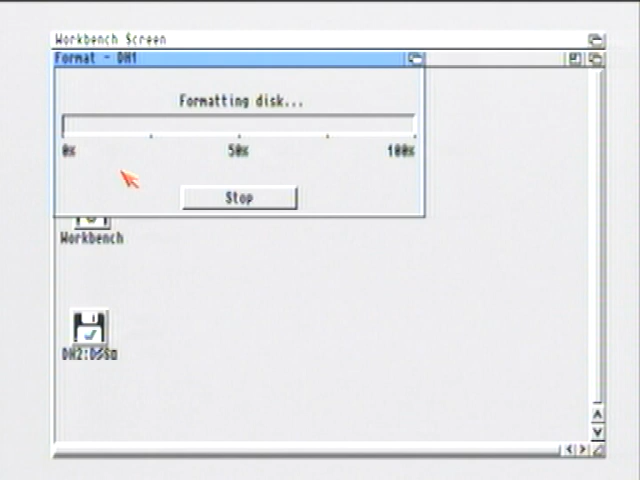 Workbench Screen
Format - DH1
Formatting disk...
0%
50%
100%
Stop
Workbench